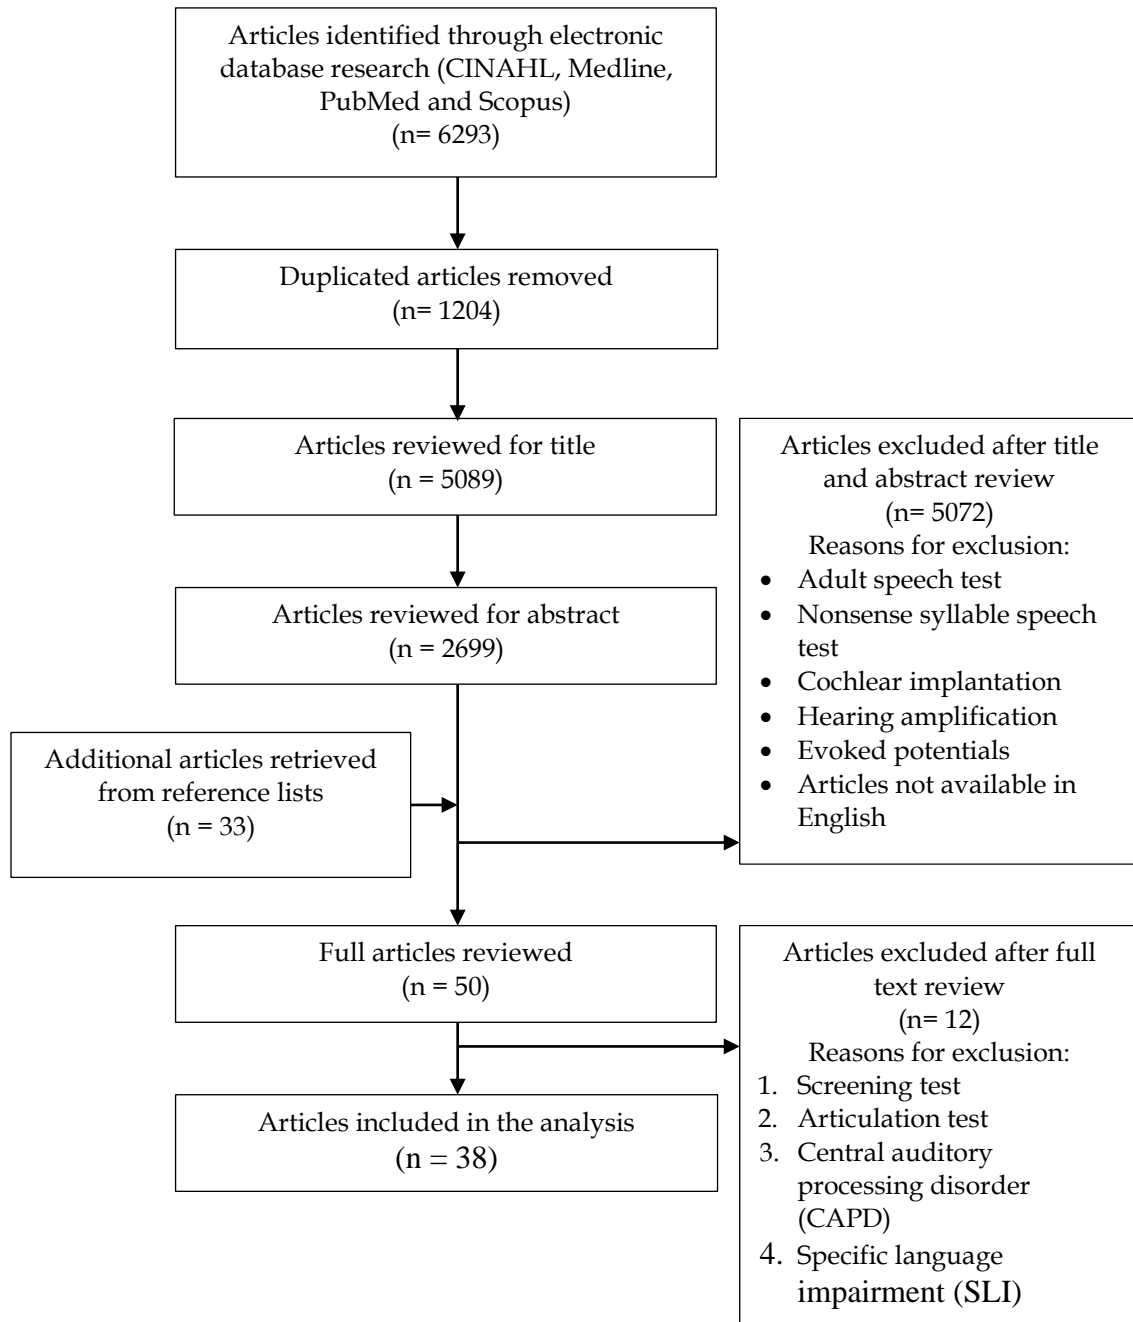 Articles identified through electronic
database research (CINAHL, Medline,
PubMed and Scopus)
(n= 6293)
Duplicated articles removed
(n= 1204)
Articles reviewed for title
(n = 5089)
Articles excluded after title
and abstract review
(n= 5072)
Reasons for exclusion:
• Adult speech test
• Nonsense syllable speech
test
• Cochlear implantation
• Hearing amplification
• Evoked potentials
• Articles not available in
English
Articles reviewed for abstract
(n = 2699)
Additional articles retrieved
from reference lists
(n = 33)
Full articles reviewed
(n = 50)
Articles excluded after full
text review
(n= 12)
Reasons for exclusion:
1. Screening test
2. Articulation test
3. Central auditory
processing disorder
(CAPD)
4. Specific language
impairment (SLI)
Articles included in the analysis
(n = 38)